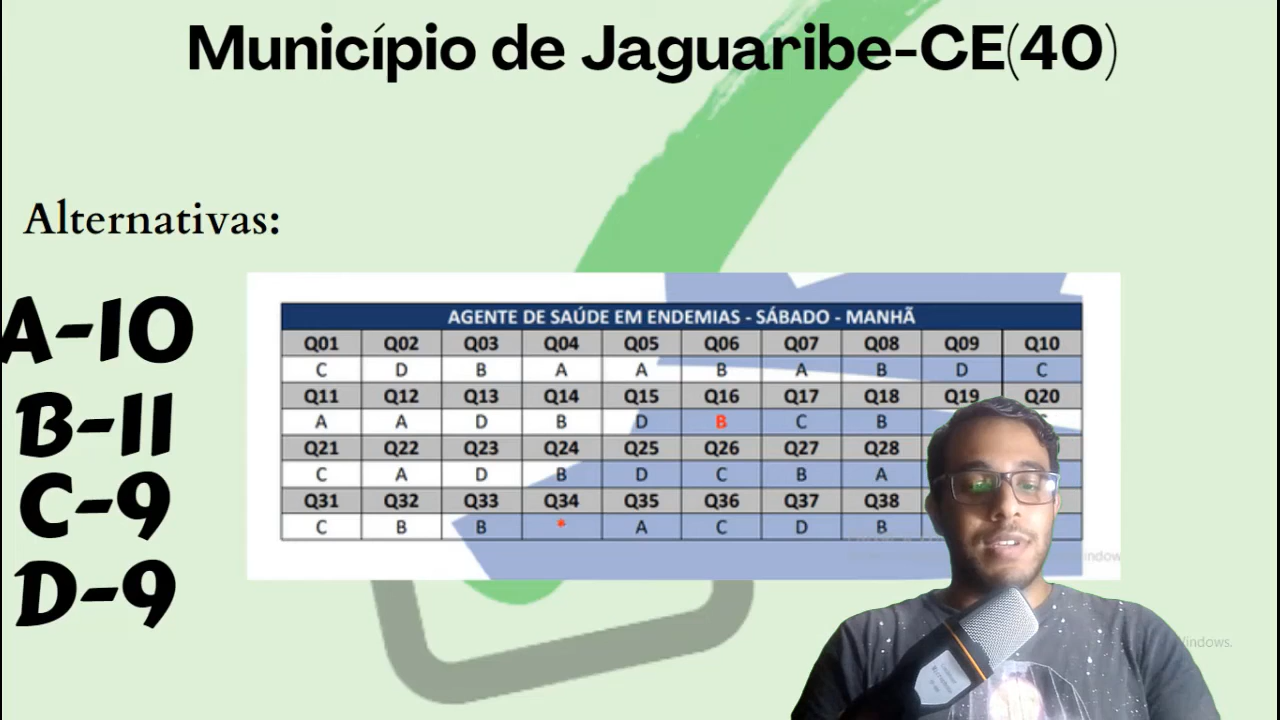 Município de Jaguaribe-CE(40)
Alternativas:
A-10
B-11
C-9
D-9
AGENTE DE SAÚDE EM ENDEMIAS - SÁBADO - MANHÃ
Q01 Q02 Q03 Q04 Q05 Q06 Q07 Q08 Q09 Q10
C D B A A B A B D C
Q11 Q12 Q13 Q14 Q15 Q16 Q17 Q18 Q19 Q20
A A D B D B C B
Q21 Q22 Q23 Q24 Q25 Q26 Q27 Q28
C A D B D C B A
Q31 Q32 Q33 Q34 Q35 Q36 Q37 Q38
C B B * A C D B
Windows.